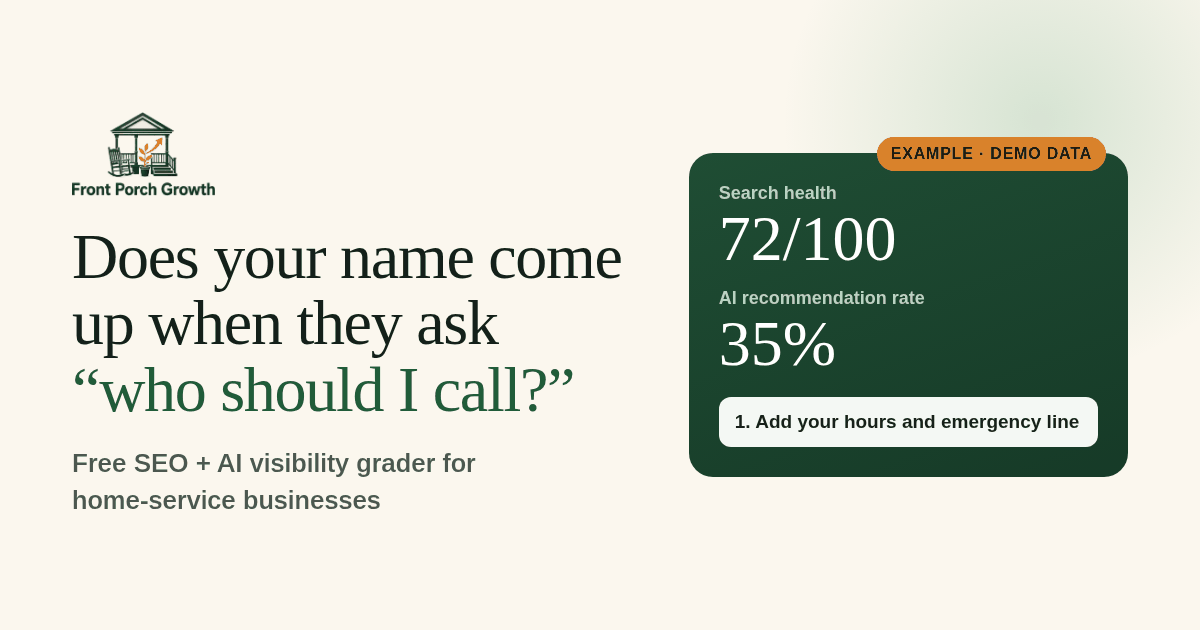 Front Porch Growth
Does your name come
up when they ask
“who should I call?”
Free SEO + AI visibility grader for
home-service businesses
EXAMPLE · DEMO DATA
Search health
72/100
AI recommendation rate
35%
1. Add your hours and emergency line